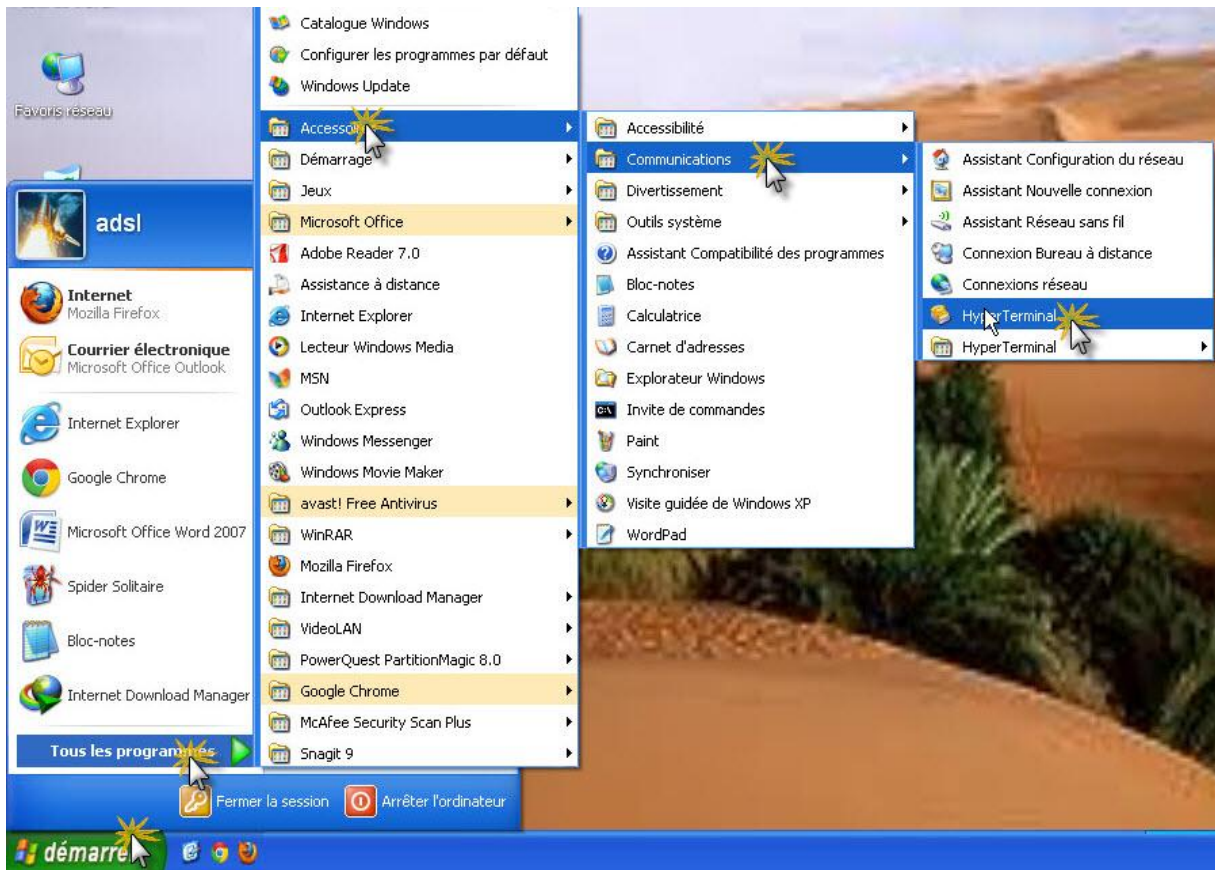 Favoris réseau
adsl
Internet
Mozilla Firefox
Courrier électronique
Microsoft Office Outlook
Internet Explorer
Google Chrome
Microsoft Office Word 2007
Spider Solitaire
Bloc-notes
Internet Download Manager
Tous les programmes
Fermer la session
Arrêter l'ordinateur
démarrer
Catalogue Windows
Configurer les programmes par défaut
Windows Update
Accessoires
Démarrage
Jeux
Microsoft Office
Adobe Reader 7.0
Assistance à distance
Internet Explorer
Lecteur Windows Media
MSN
Outlook Express
Windows Messenger
Windows Movie Maker
avast! Free Antivirus
WinRAR
Mozilla Firefox
Internet Download Manager
VideoLAN
PowerQuest PartitionMagic 8.0
Google Chrome
McAfee Security Scan Plus
Snagit 9
Accessibilité
Communications
Divertissement
Outils système
Assistant Compatibilité des programmes
Bloc-notes
Calculatrice
Carnet d'adresses
Explorateur Windows
Invite de commandes
Paint
Synchroniser
Visite guidée de Windows XP
WordPad
Assistant Configuration du réseau
Assistant Nouvelle connexion
Assistant Réseau sans fil
Connexion Bureau à distance
Connexions réseau
HyperTerminal
HyperTerminal